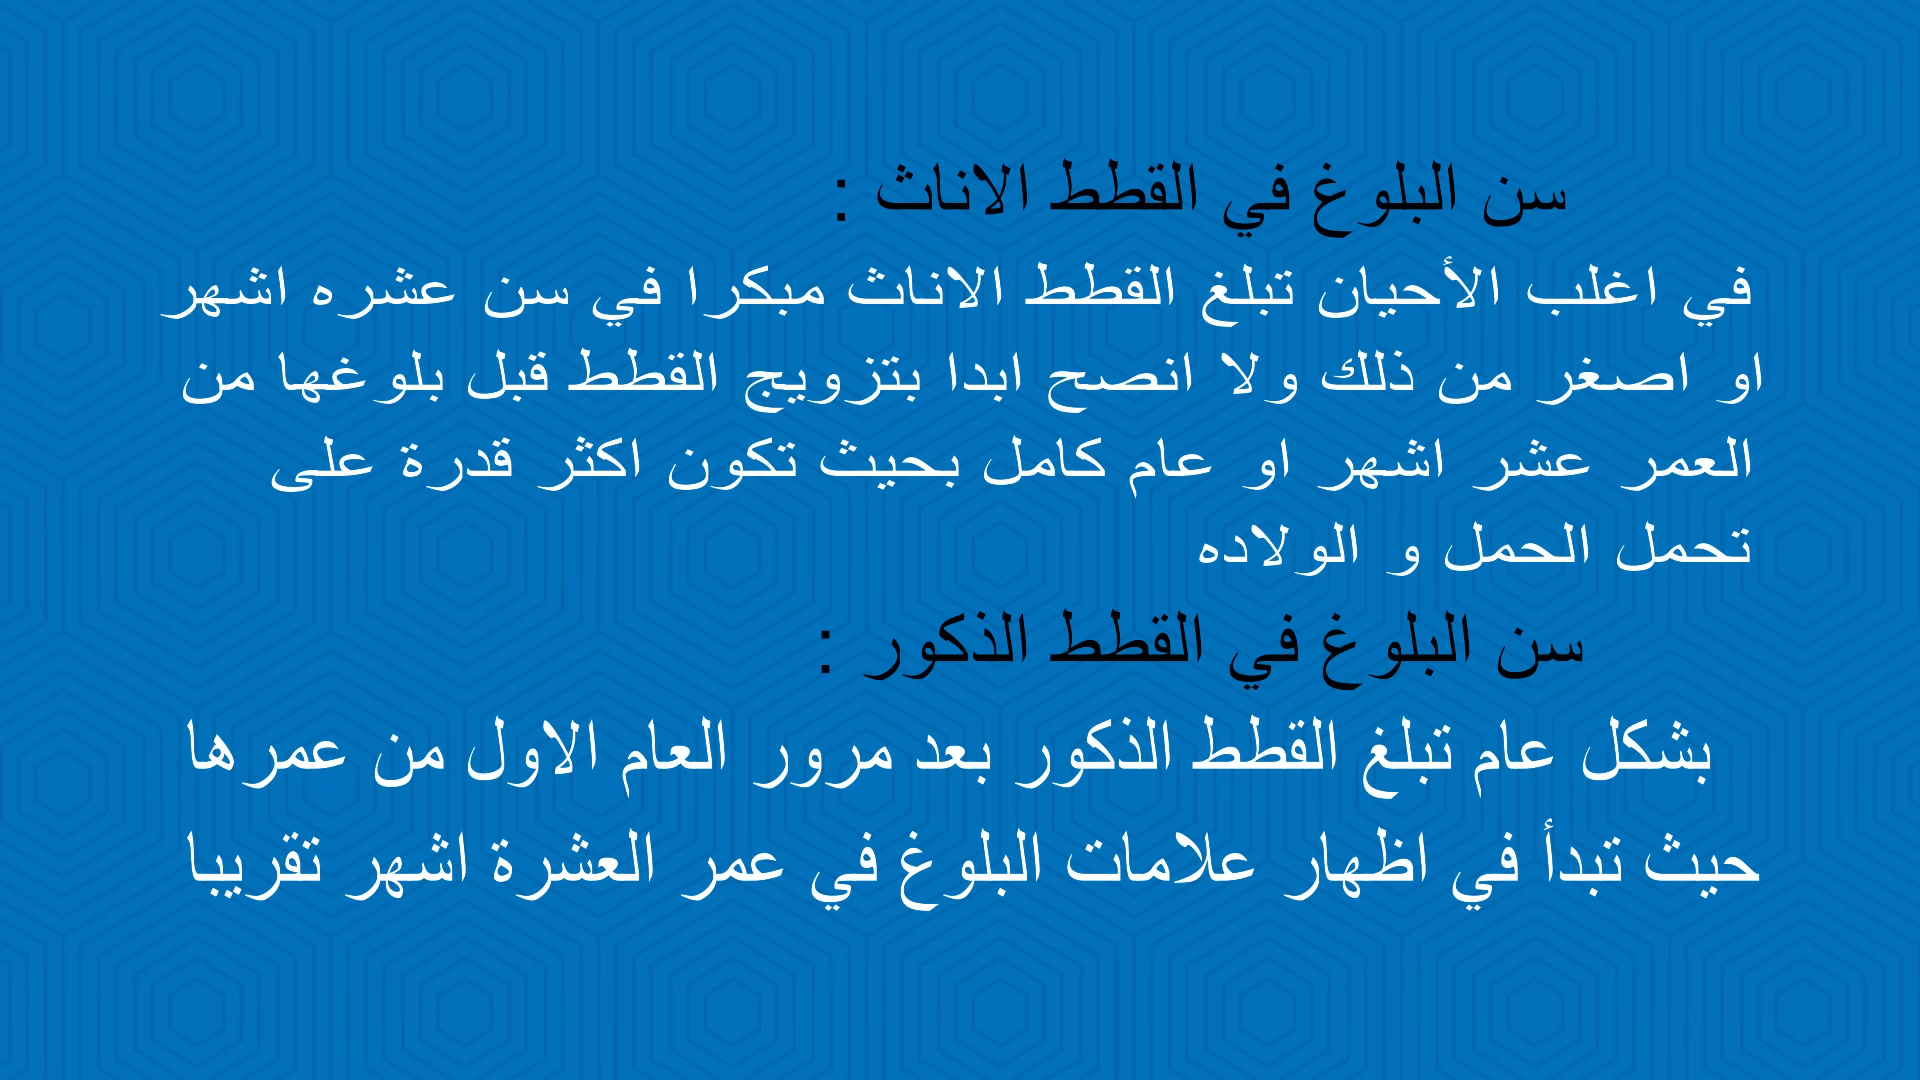 سن البلوغ في القطط الاناث :
في اغلب الأحيان تبلغ القطط الاناث مبكرا في سن عشره اشهر
او اصغر من ذلك ولا انصح ابدا بتزويج القطط قبل بلوغها من
العمر عشر اشهر او عام كامل بحيث تكون اكثر قدرة على
تحمل الحمل و الولاده
سن البلوغ في القطط الذكور :
بشكل عام تبلغ القطط الذكور بعد مرور العام الاول من عمرها
حيث تبدأ في اظهار علامات البلوغ في عمر العشرة اشهر تقريبا